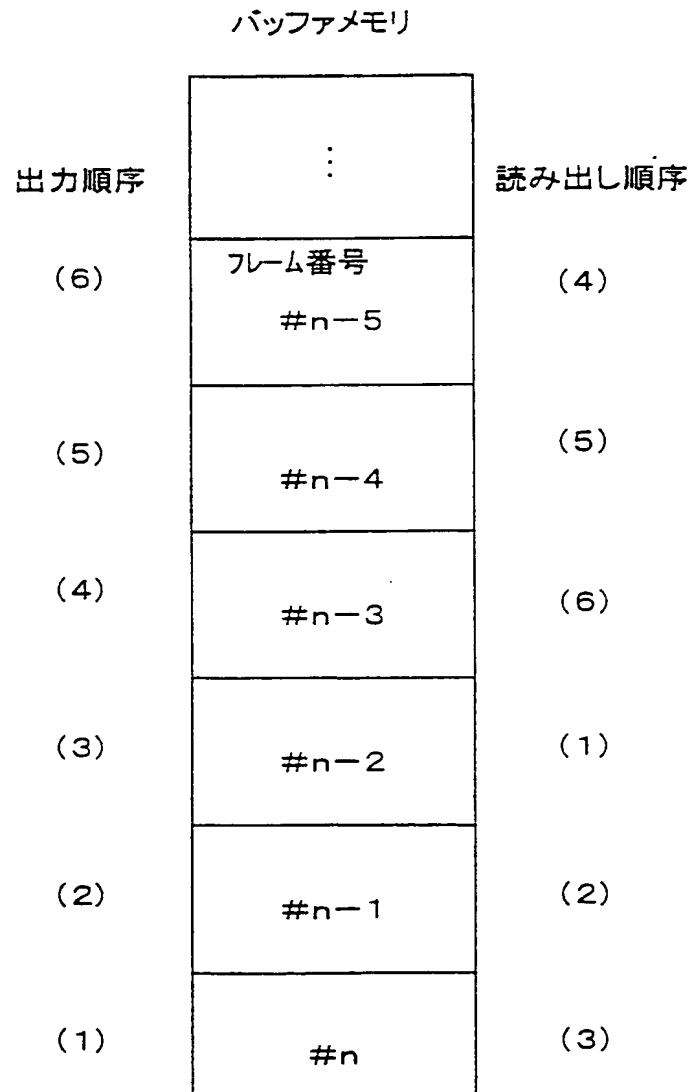 バッファメモリ
出力順序
⋮
読み出し順序
(6)
フレーム番号
#n−5
(4)
(5)
#n−4
(5)
(4)
#n−3
(6)
(3)
#n−2
(1)
(2)
#n−1
(2)
(1)
#n
(3)